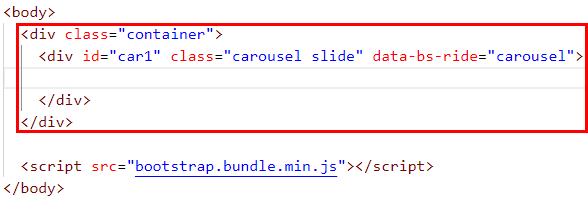 <body>
<div class="container">
<div id="car1" class="carousel slide" data-bs-ride="carousel">
</div>
</div>
<script src="bootstrap.bundle.min.js"></script>
</body>